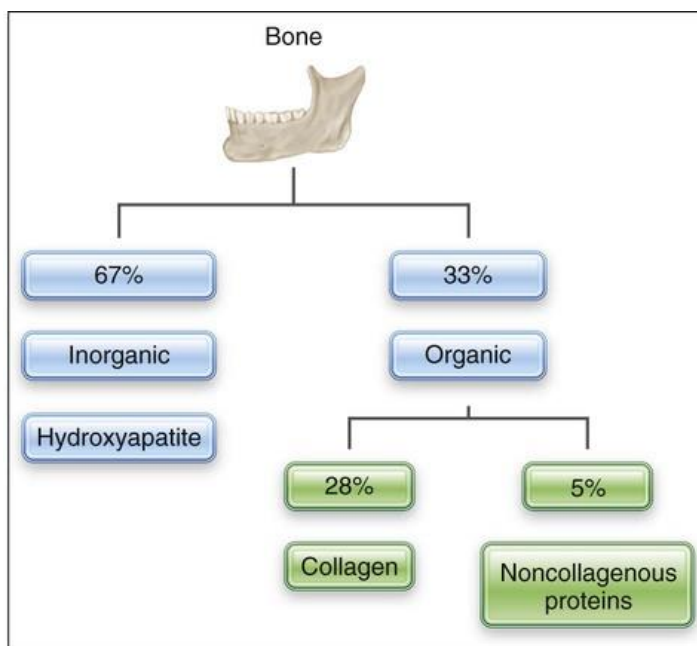 Bone
67%
33%
Inorganic
Organic
Hydroxyapatite
28%
5%
Collagen
Noncollagenous
proteins